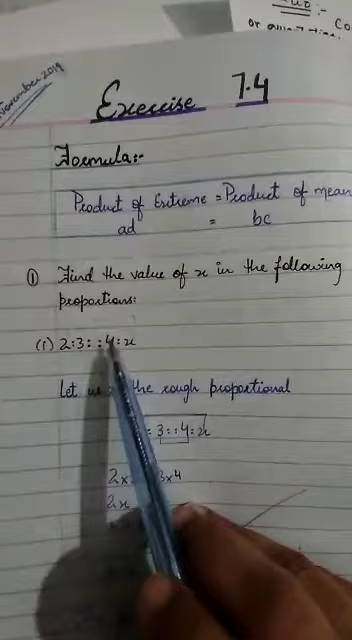 November 2019
Exercise 7.4
Formula:-
Product of Extreme = Product of mean
ad = bc
① Find the value of x in the following
proportions:
(i) 2:3::4:x
Let the rough proportional
: 3::4:x
2x 3x4
2x